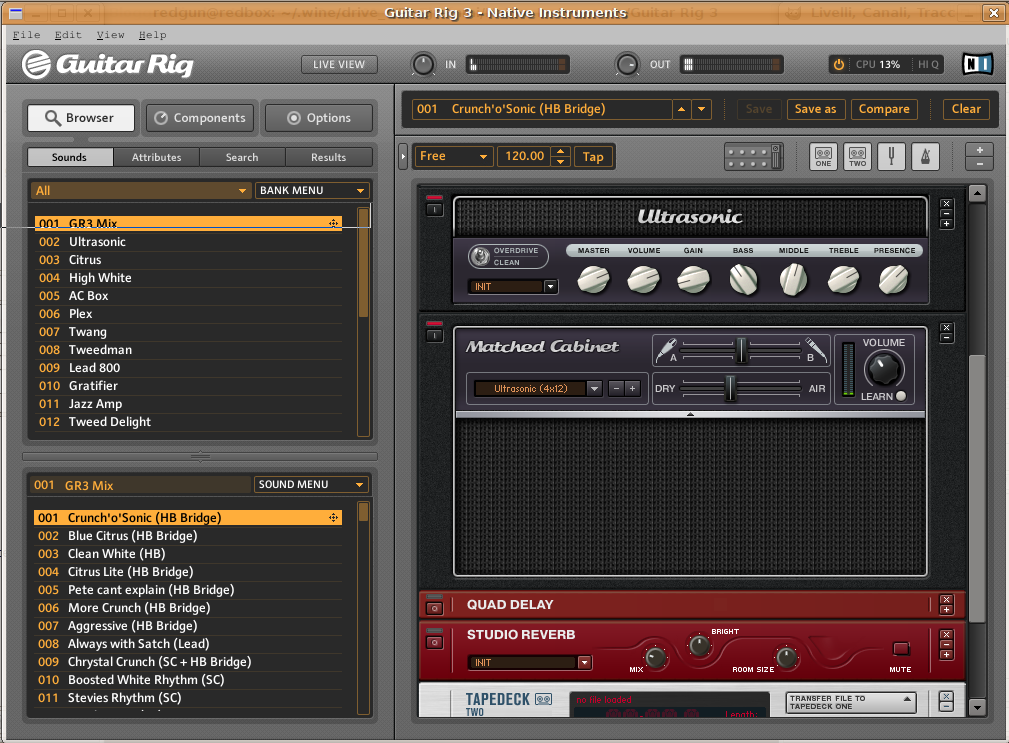 redgun@redbox: ~/.wine/drive_
Guitar Rig 3 - Native Instruments
Guitar Rig 3
Livelli, Canali, Tracc
File Edit View Help
Guitar Rig
LIVE VIEW
IN
OUT
CPU 13%
HI Q
NI
Browser
Components
Options
Sounds
Attributes
Search
Results
All
BANK MENU
001 GR3 Mix
002 Ultrasonic
003 Citrus
004 High White
005 AC Box
006 Plex
007 Twang
008 Tweedman
009 Lead 800
010 Gratifier
011 Jazz Amp
012 Tweed Delight
001 GR3 Mix
SOUND MENU
001 Crunch'o'Sonic (HB Bridge)
002 Blue Citrus (HB Bridge)
003 Clean White (HB)
004 Citrus Lite (HB Bridge)
005 Pete cant explain (HB Bridge)
006 More Crunch (HB Bridge)
007 Aggressive (HB Bridge)
008 Always with Satch (Lead)
009 Chrystal Crunch (SC + HB Bridge)
010 Boosted White Rhythm (SC)
011 Stevies Rhythm (SC)
001 Crunch'o'Sonic (HB Bridge)
Save
Save as
Compare
Clear
Free
120.00
Tap
ONE
TWO
+
-
Ultrasonic
OVERDRIVE
CLEAN
INIT
MASTER VOLUME GAIN BASS MIDDLE TREBLE PRESENCE
Matched Cabinet
A
B
VOLUME
Ultrasonic (4x12)
- +
DRY
AIR
LEARN
QUAD DELAY
STUDIO REVERB
INIT
MIX
BRIGHT
ROOM SIZE
MUTE
TAPEDECK
TWO
no file loaded
Length:
TRANSFER FILE TO
TAPEDECK ONE